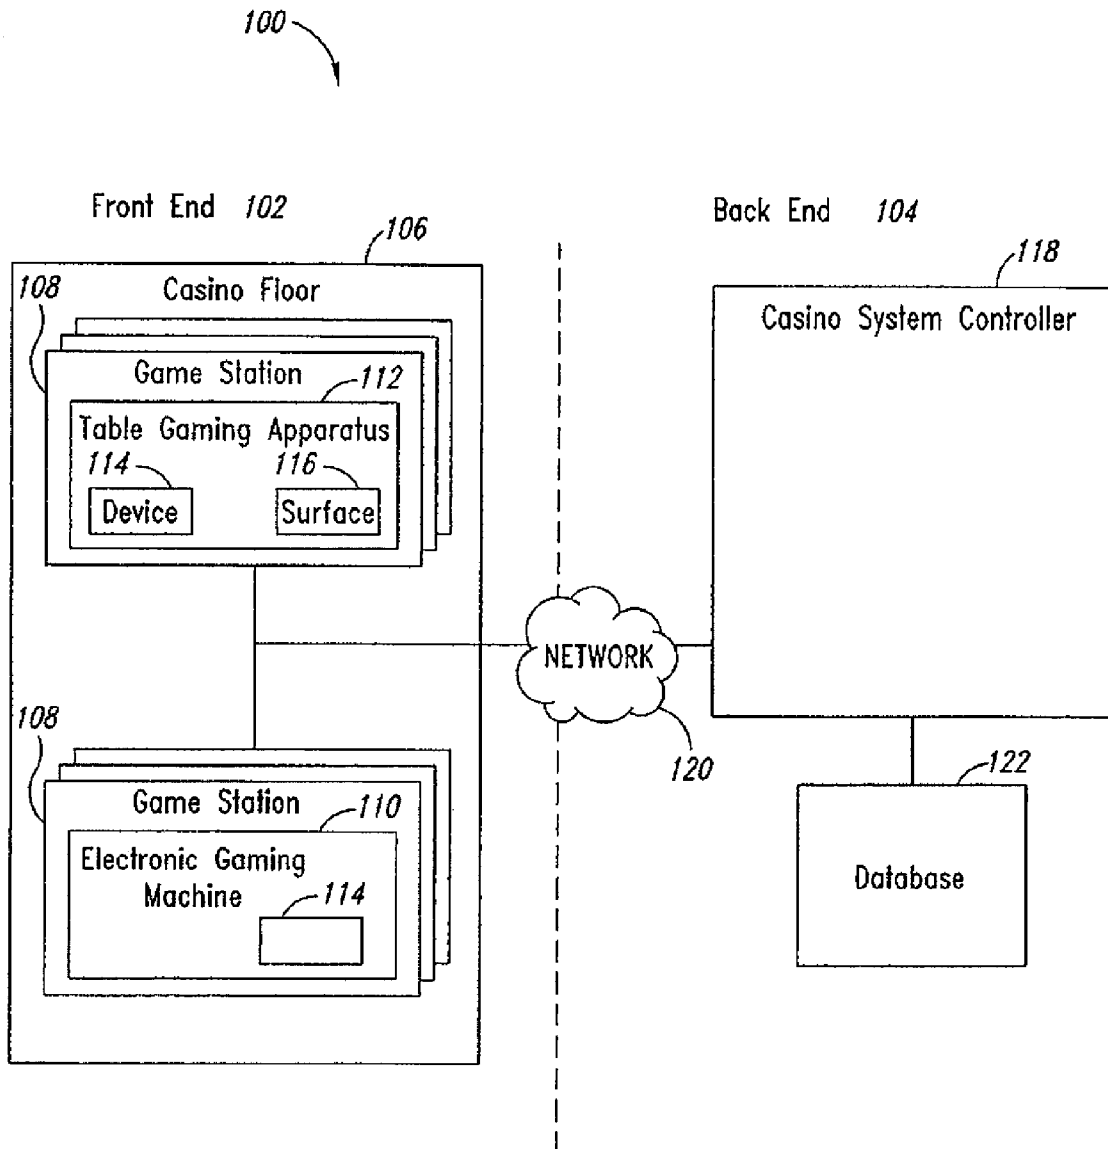 100
Front End 102
Back End 104
106
118
108
Casino Floor
Casino System Controller
Game Station
112
Table Gaming Apparatus
114
116
Device
Surface
NETWORK
120
108
122
Game Station
110
Electronic Gaming
Machine
114
Database